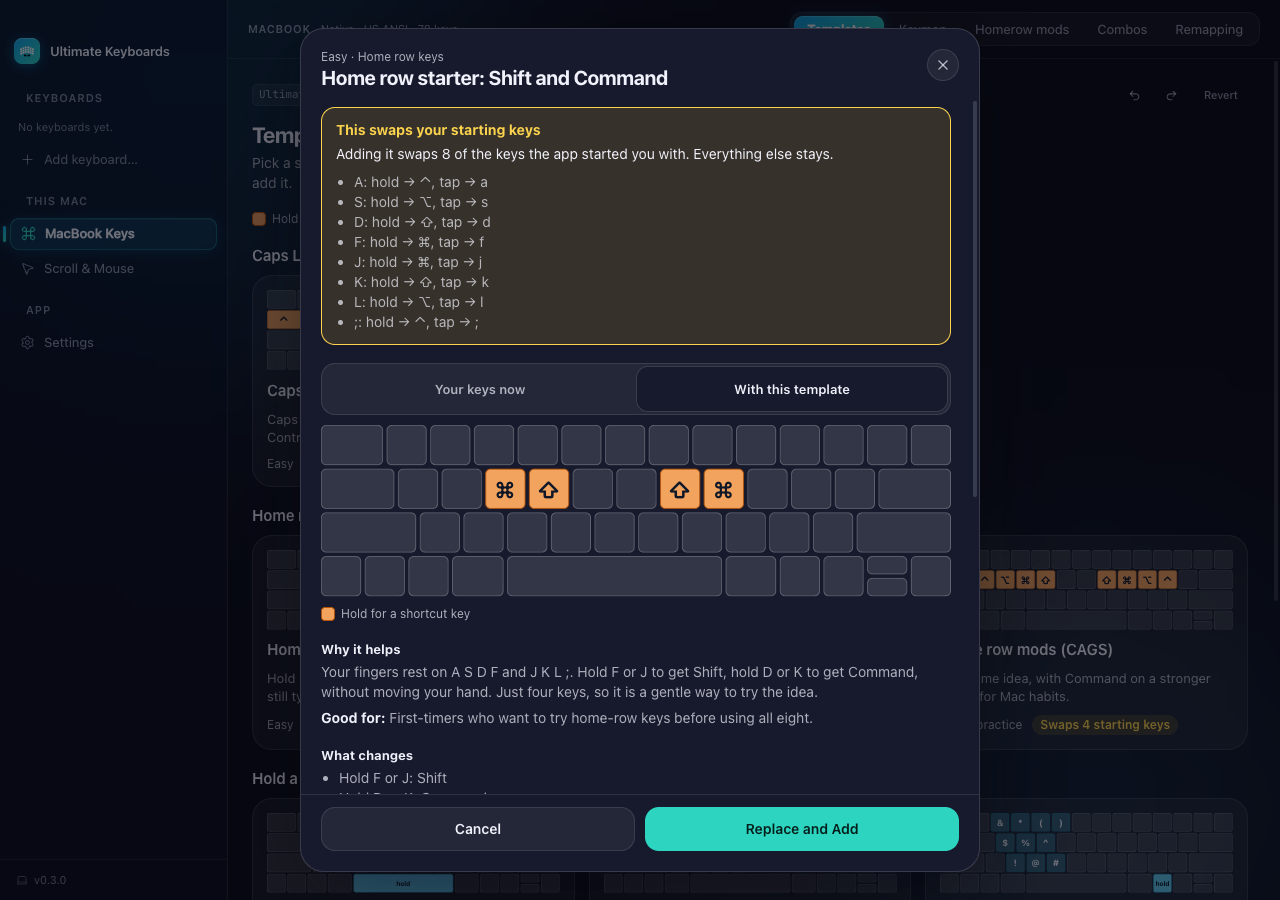 Ultimate Keyboards
KEYBOARDS
No keyboards yet.
Add keyboard...
THIS MAC
⌘ MacBook Keys
Scroll & Mouse
APP
Settings
v0.3.0
MACBOOK
Homerow mods
Combos
Remapping
Revert
Hold
Easy
Easy · Home row keys
Home row starter: Shift and Command
This swaps your starting keys
Adding it swaps 8 of the keys the app started you with. Everything else stays.
• A: hold → ⌃, tap → a
• S: hold → ⌥, tap → s
• D: hold → ⇧, tap → d
• F: hold → ⌘, tap → f
• J: hold → ⌘, tap → j
• K: hold → ⇧, tap → k
• L: hold → ⌥, tap → l
• ;: hold → ⌃, tap → ;
Your keys now
With this template
⌘ ⇧ ⇧ ⌘
Hold for a shortcut key
Why it helps
Your fingers rest on A S D F and J K L ;. Hold F or J to get Shift, hold D or K to get Command,
without moving your hand. Just four keys, so it is a gentle way to try the idea.
Good for: First-timers who want to try home-row keys before using all eight.
What changes
• Hold F or J: Shift
Cancel
Replace and Add
⌃ ⌥ ⌘ ⇧ ⇧ ⌘ ⌥ ⌃
row mods (CAGS)
idea, with Command on a stronger
for Mac habits.
practice
Swaps 4 starting keys
Easy
hold
& * ( )
$ % ^
! @ #
hold